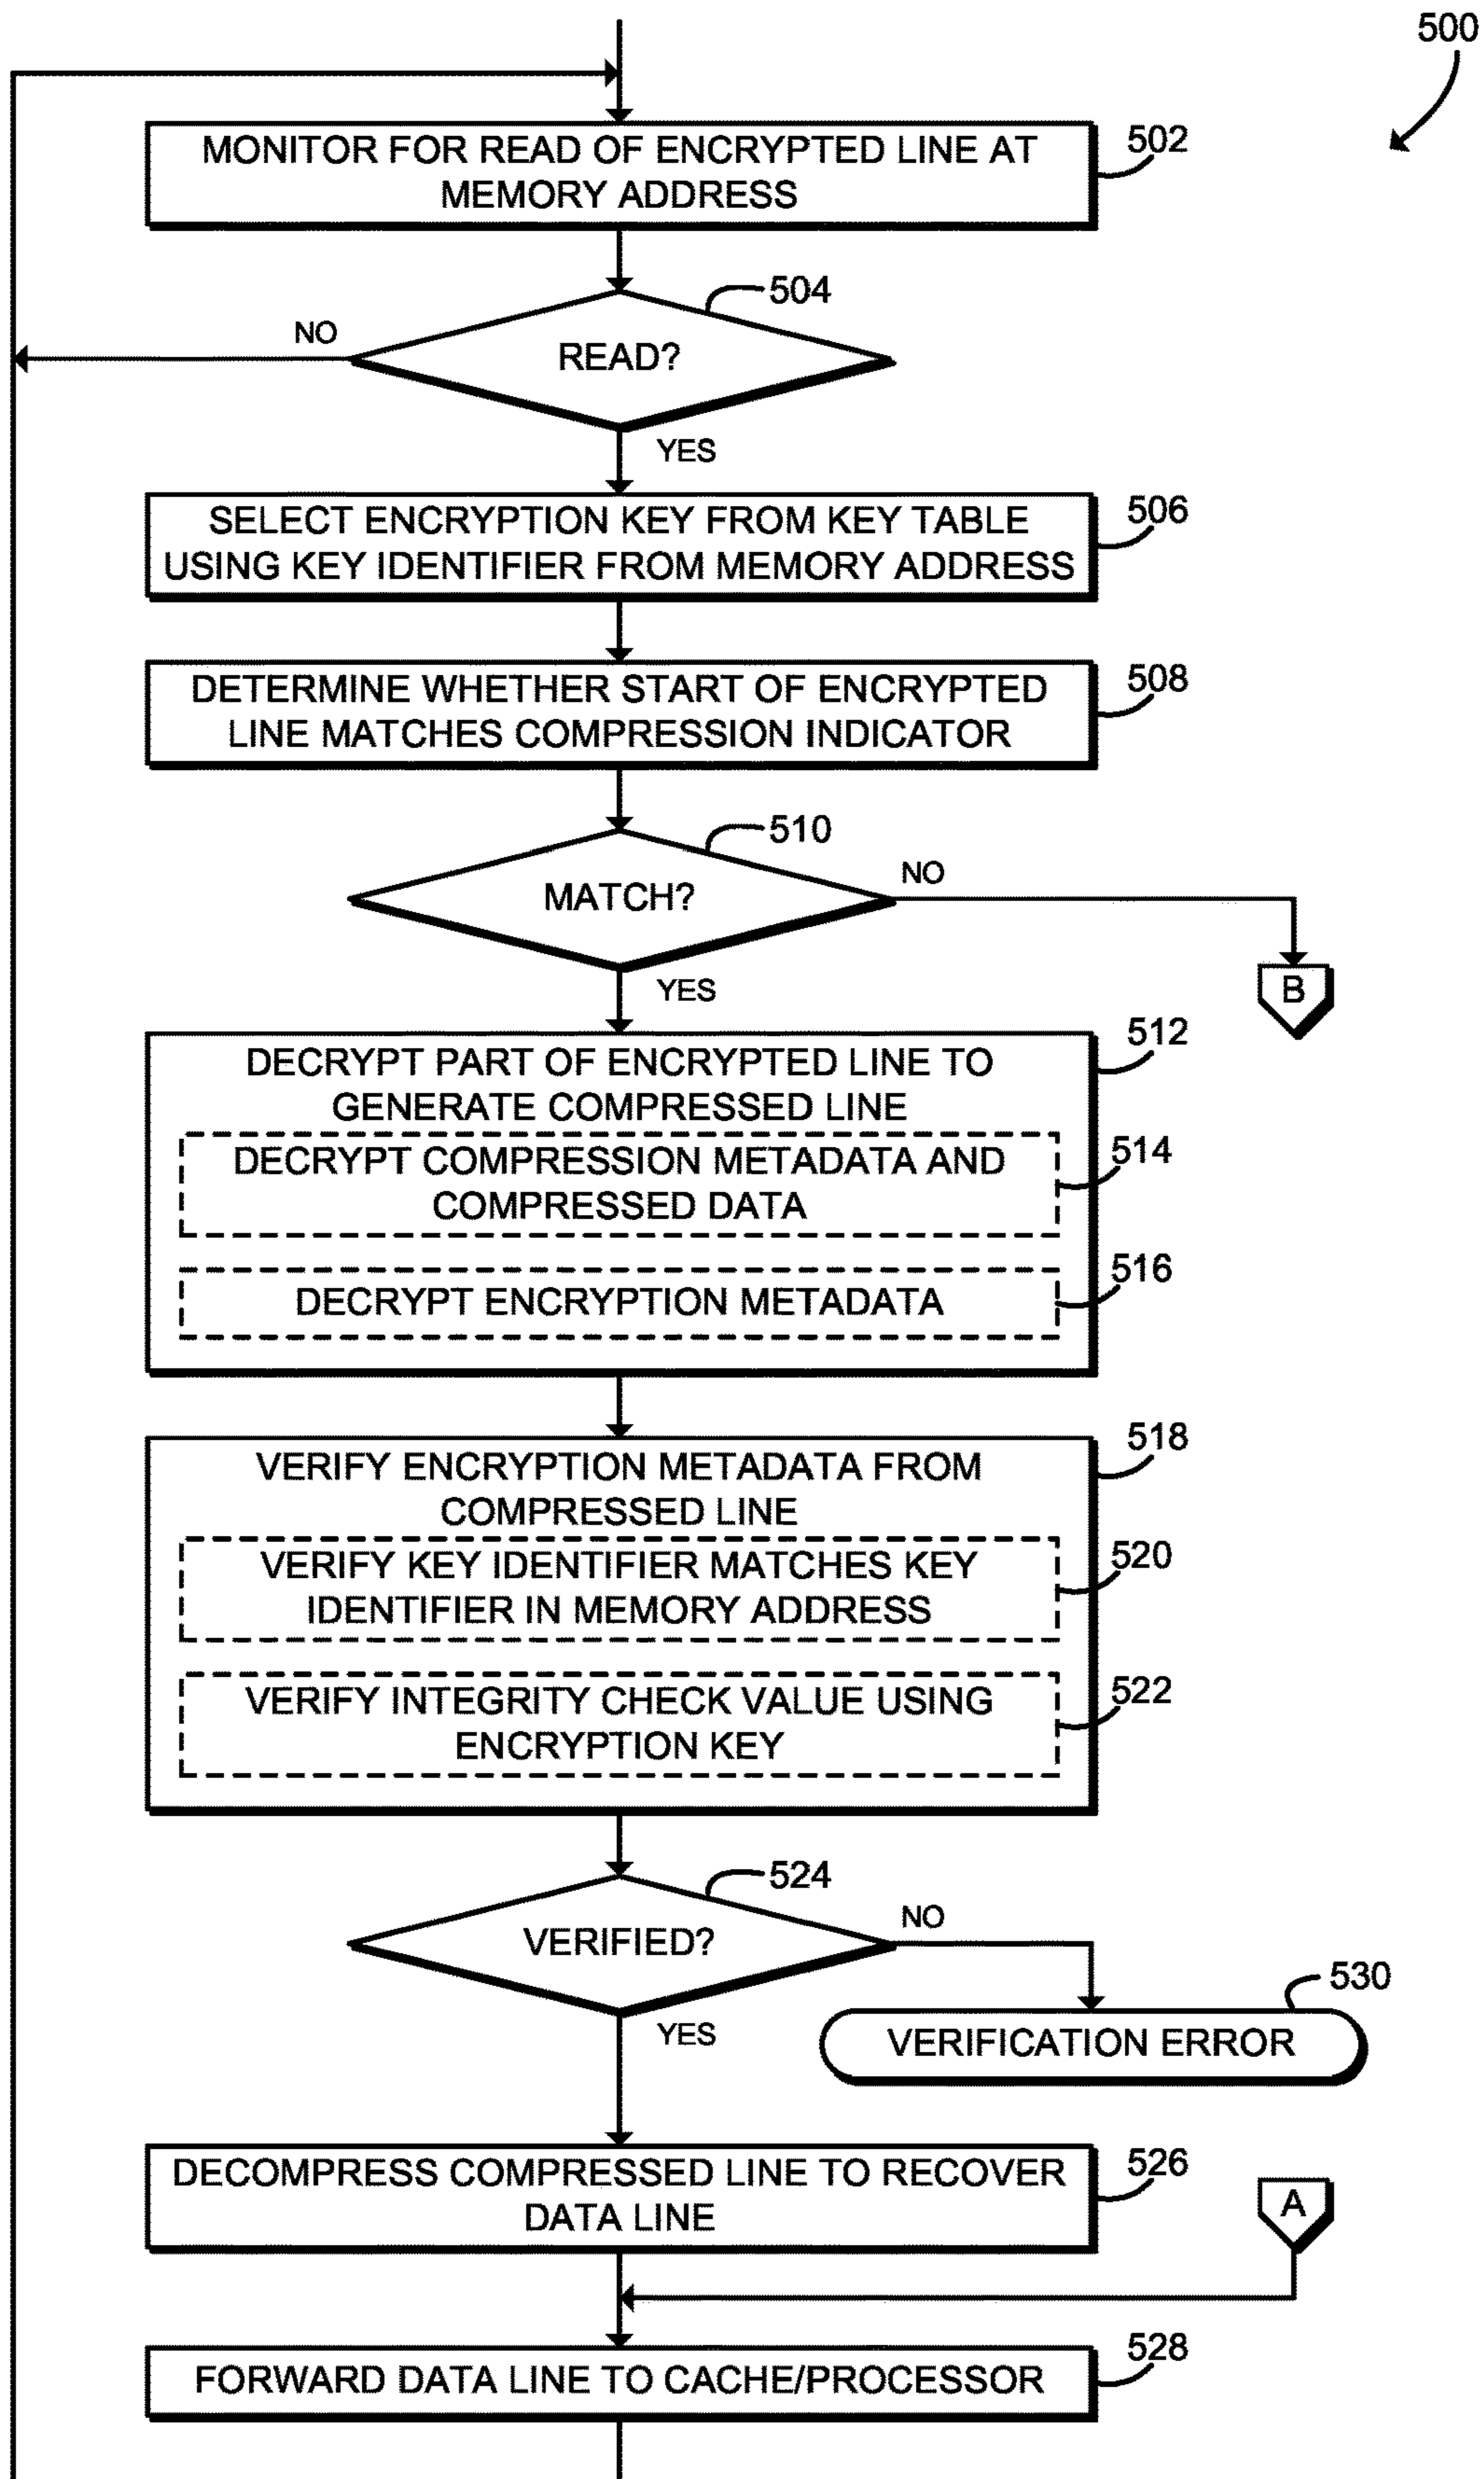 500
MONITOR FOR READ OF ENCRYPTED LINE AT
MEMORY ADDRESS
502
504
READ?
NO
YES
SELECT ENCRYPTION KEY FROM KEY TABLE
USING KEY IDENTIFIER FROM MEMORY ADDRESS
506
DETERMINE WHETHER START OF ENCRYPTED
LINE MATCHES COMPRESSION INDICATOR
508
510
MATCH?
NO
YES
B
DECRYPT PART OF ENCRYPTED LINE TO
GENERATE COMPRESSED LINE
512
DECRYPT COMPRESSION METADATA AND
COMPRESSED DATA
514
DECRYPT ENCRYPTION METADATA
516
VERIFY ENCRYPTION METADATA FROM
COMPRESSED LINE
518
VERIFY KEY IDENTIFIER MATCHES KEY
IDENTIFIER IN MEMORY ADDRESS
520
VERIFY INTEGRITY CHECK VALUE USING
ENCRYPTION KEY
522
524
VERIFIED?
NO
YES
530
VERIFICATION ERROR
DECOMPRESS COMPRESSED LINE TO RECOVER
DATA LINE
526
A
FORWARD DATA LINE TO CACHE/PROCESSOR
528